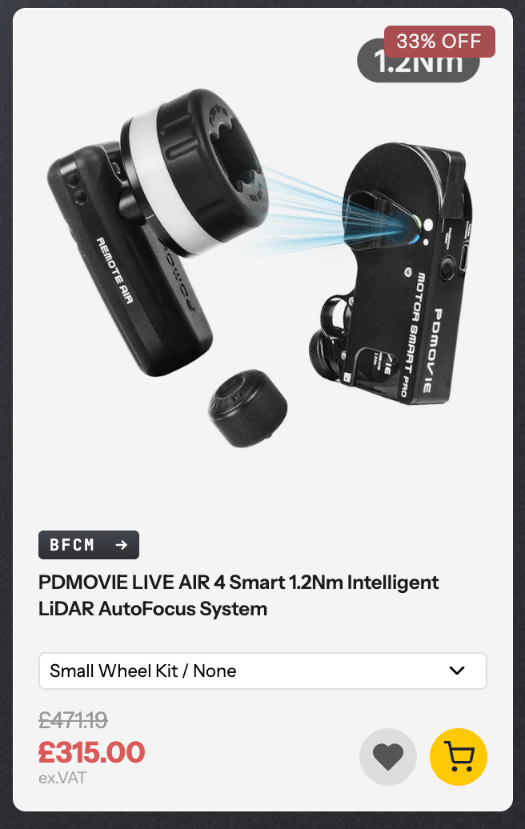 33% OFF
1.2Nm
REMOTE AIR
PDMOVIE
MOTOR SMART PRO
BFCM →
PDMOVIE LIVE AIR 4 Smart 1.2Nm Intelligent
LiDAR AutoFocus System
Small Wheel Kit / None
£471.19
£315.00
ex.VAT